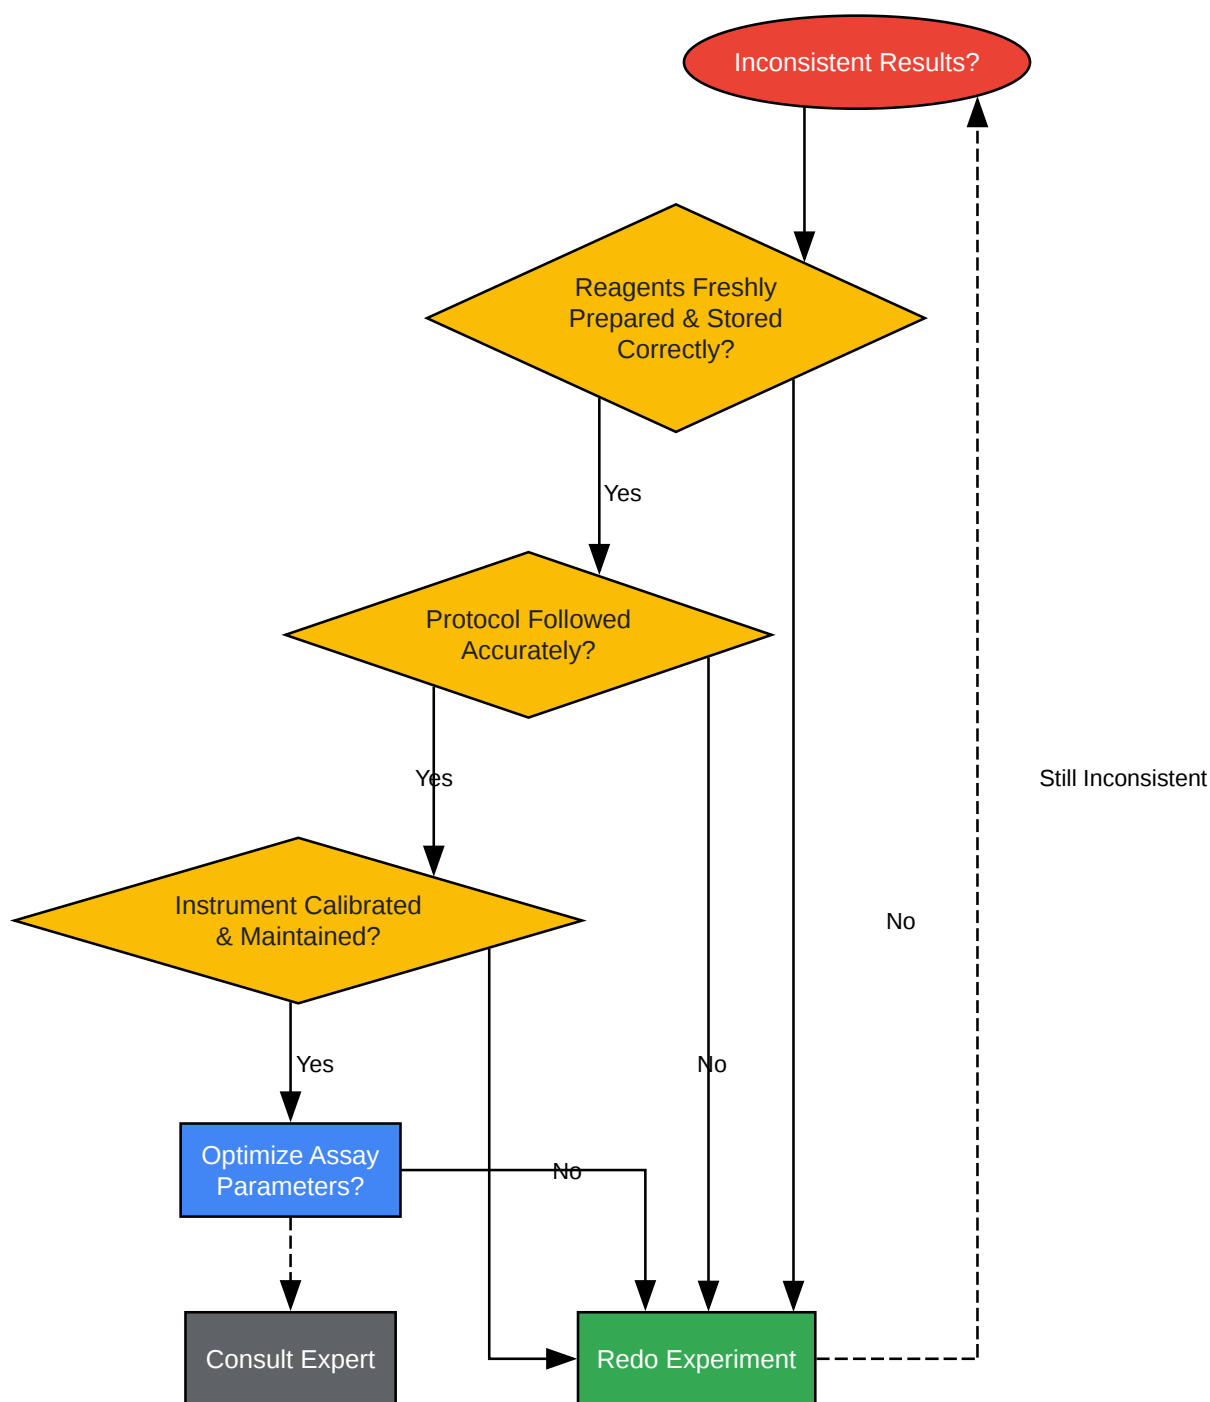 Inconsistent Results?
Reagents Freshly
Prepared & Stored
Correctly?
Yes
Protocol Followed
Accurately?
Yes
Still Inconsistent
Instrument Calibrated
& Maintained?
No
Yes
No
Optimize Assay
Parameters?
No
Consult Expert
Redo Experiment